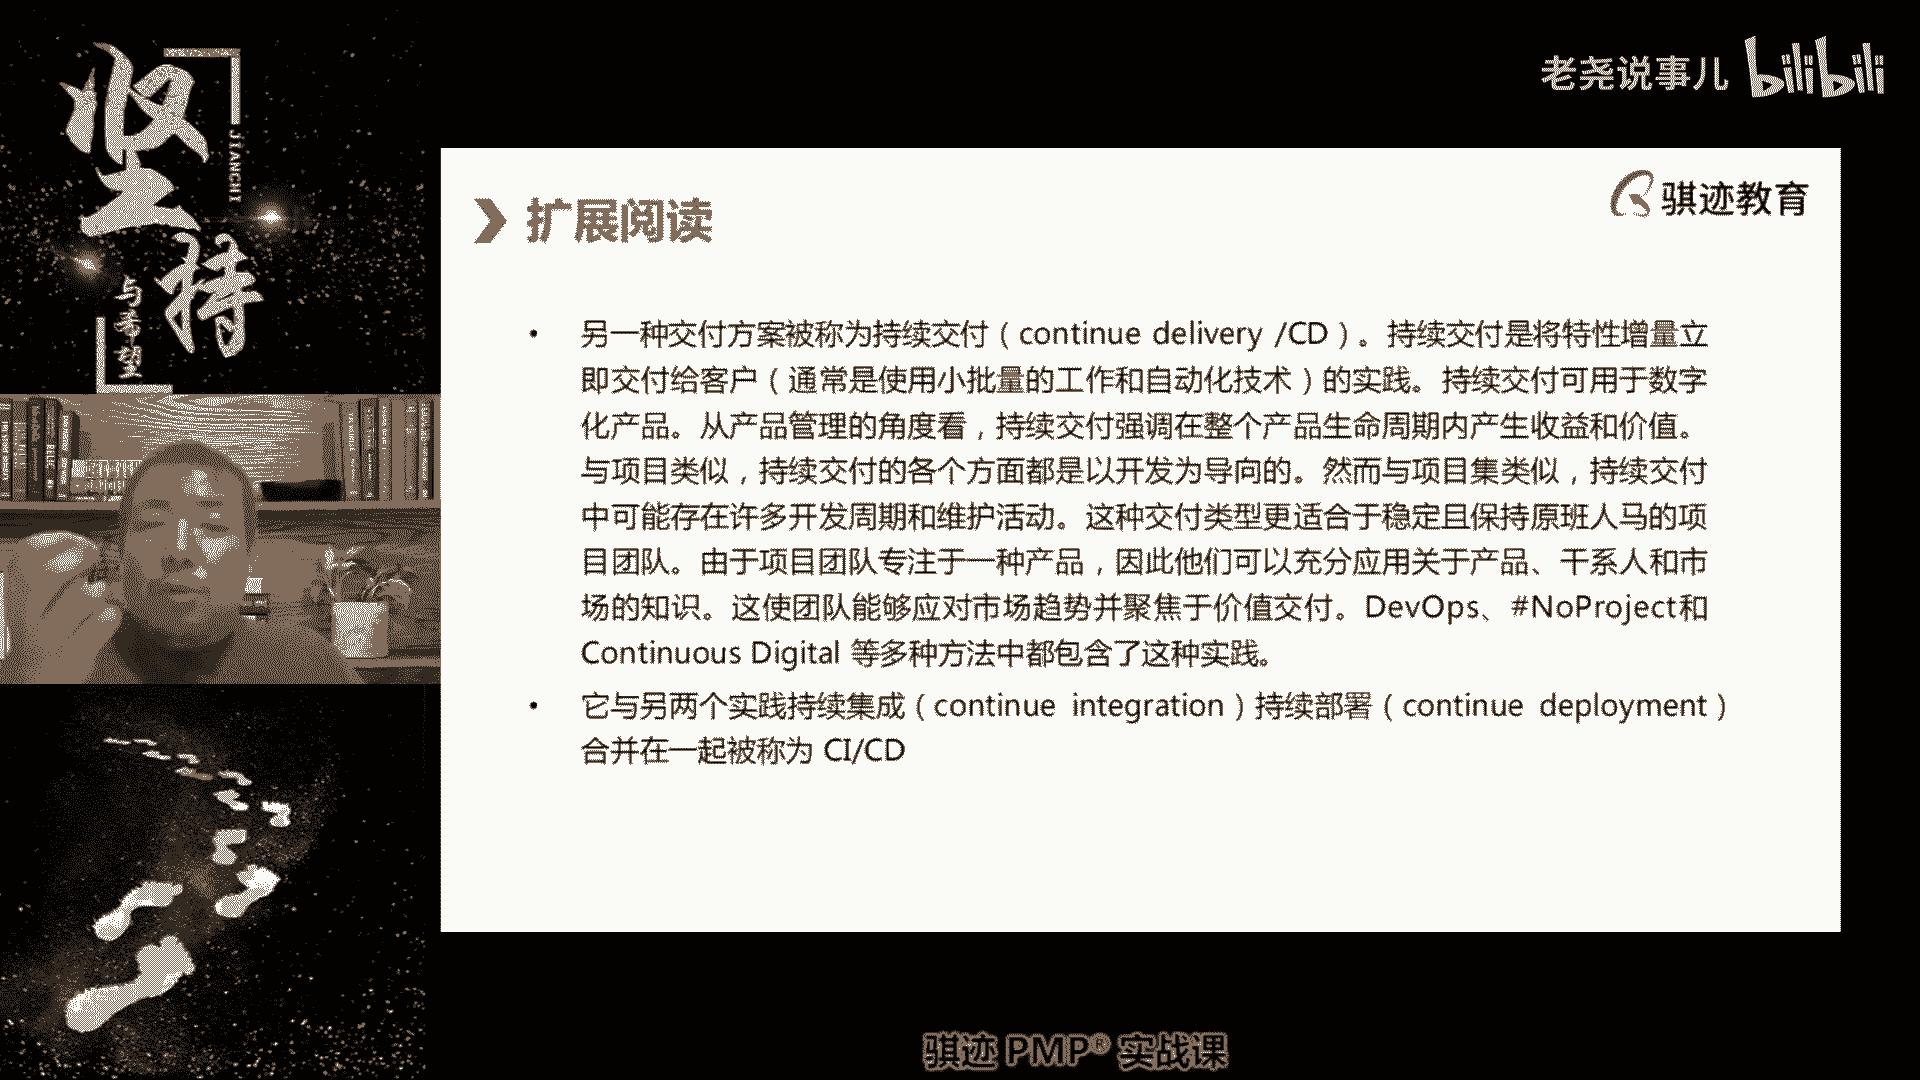 坚持
JIANCHI
与希望
老尧说事儿 bilibili
骐迹教育
扩展阅读
• 另一种交付方案被称为持续交付（continue delivery /CD）。持续交付是将特性增量立
即交付给客户（通常是使用小批量的工作和自动化技术）的实践。持续交付可用于数字
化产品。从产品管理的角度看，持续交付强调在整个产品生命周期内产生收益和价值。
与项目类似，持续交付的各个方面都是以开发为导向的。然而与项目集类似，持续交付
中可能存在许多开发周期和维护活动。这种交付类型更适合于稳定且保持原班人马的项
目团队。由于项目团队专注于一种产品，因此他们可以充分应用关于产品、干系人和市
场的知识。这使团队能够应对市场趋势并聚焦于价值交付。DevOps、#NoProject和
Continuous Digital 等多种方法中都包含了这种实践。
• 它与另两个实践持续集成（continue integration）持续部署（continue deployment）
合并在一起被称为 CI/CD
骐迹 PMP® 实战课